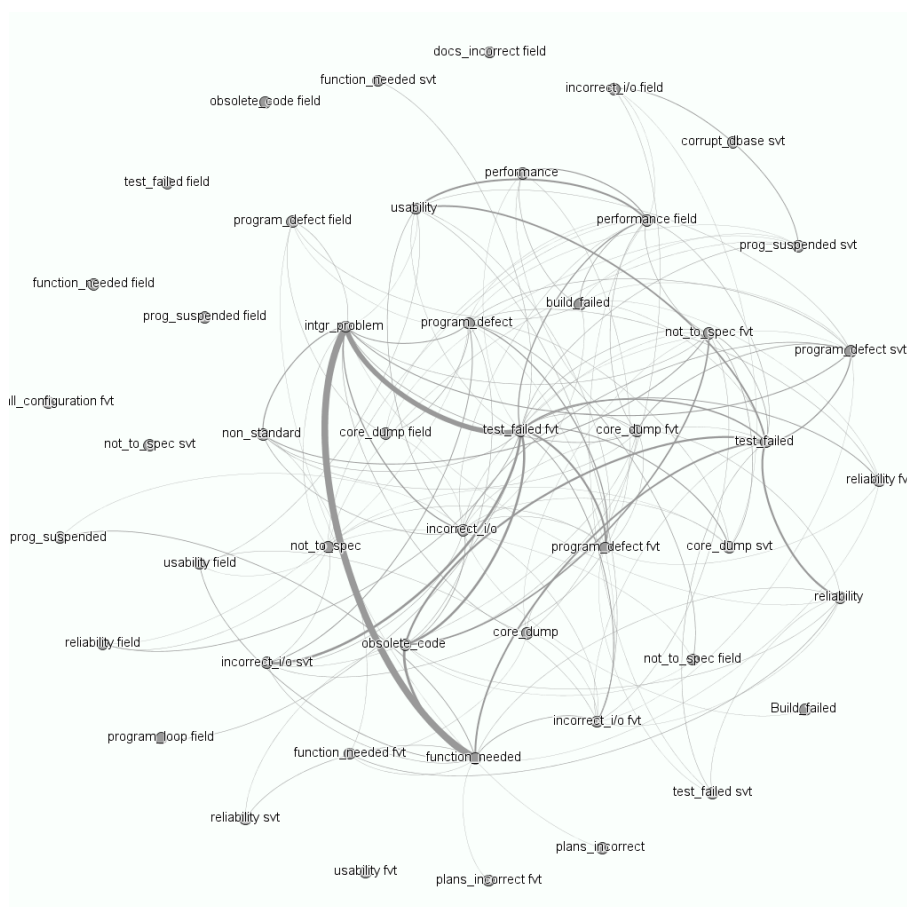 docs_incorrect field
function_needed svt
incorrect_i/o field
obsolete_code field
corrupt_dbase svt
performance
test_failed field
usability
program_defect field
performance field
prog_suspended svt
function_needed field
build_failed
prog_suspended field
intgr_problem
program_defect
not_to_spec fvt
program_defect svt
ll_configuration fvt
non_standard
core_dump field
test_failed fvt
core_dump fvt
test_failed
not_to_spec svt
reliability fv
incorrect_i/o
prog_suspended
not_to_spec
program_defect fvt
core_dump svt
usability field
reliability
core_dump
reliability field
obsolete_code
incorrect_i/o svt
not_to_spec field
Build_failed
incorrect_i/o fvt
program_loop field
function_needed fvt
function_needed
test_failed svt
reliability svt
plans_incorrect
usability fvt
plans_incorrect fvt